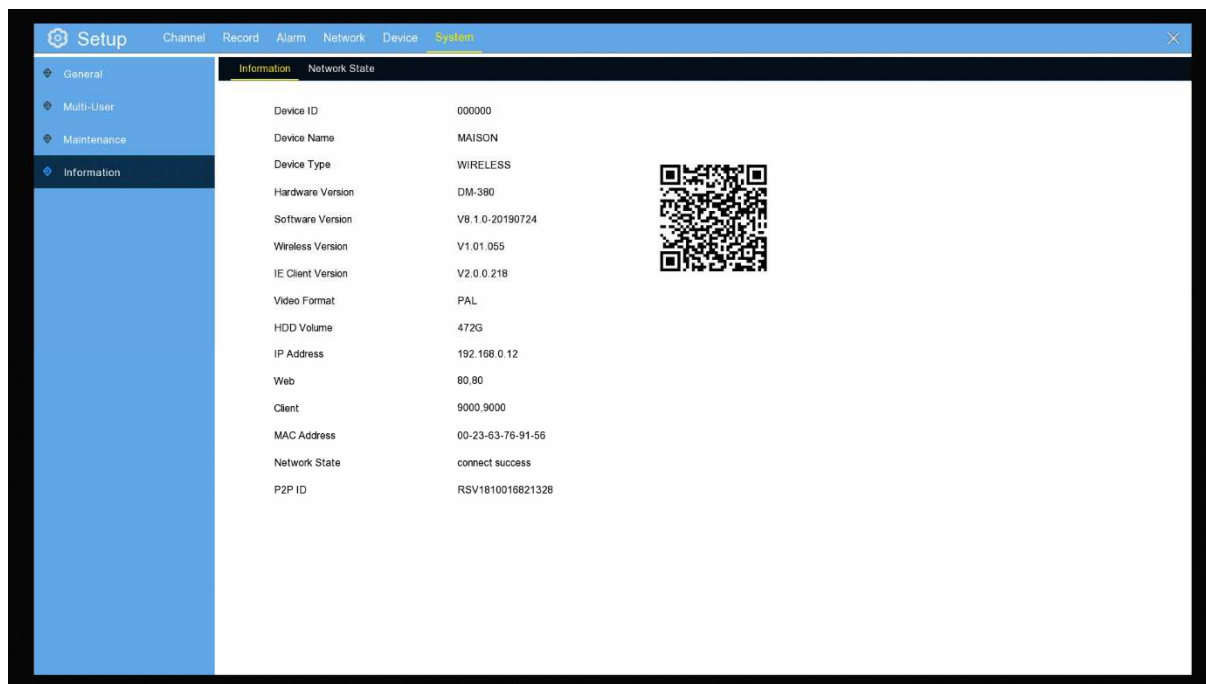 Setup Channel Record Alarm Network Device System
General
Multi-User
Maintenance
Information
Information Network State
Device ID 000000
Device Name MAISON
Device Type WIRELESS
Hardware Version DM-380
Software Version V8.1.0-20190724
Wireless Version V1.01.055
IE Client Version V2.0.0.218
Video Format PAL
HDD Volume 472G
IP Address 192.168.0.12
Web 80,80
Client 9000,9000
MAC Address 00-23-63-76-91-56
Network State connect success
P2P ID RSV1810016821328